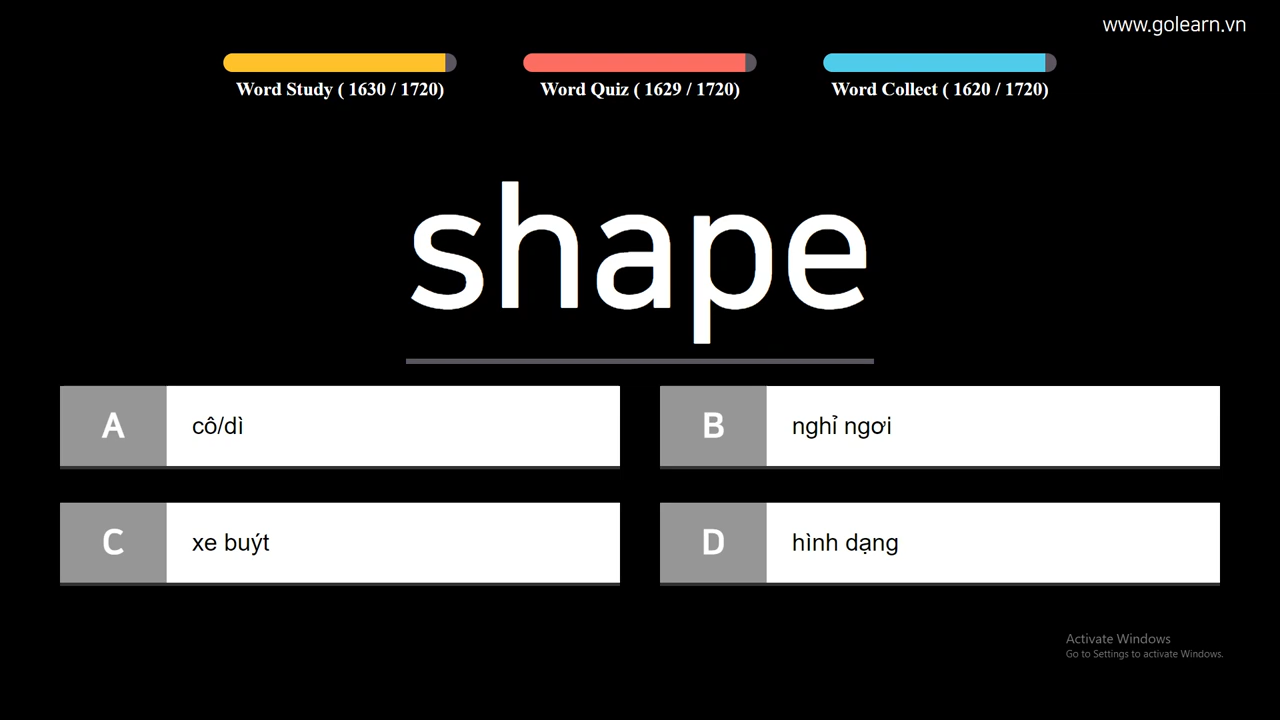 www.golearn.vn
Word Study ( 1630 / 1720)
Word Quiz ( 1629 / 1720)
Word Collect ( 1620 / 1720)
shape
A cô/dì
B nghỉ ngơi
C xe buýt
D hình dạng
Activate Windows
Go to Settings to activate Windows.